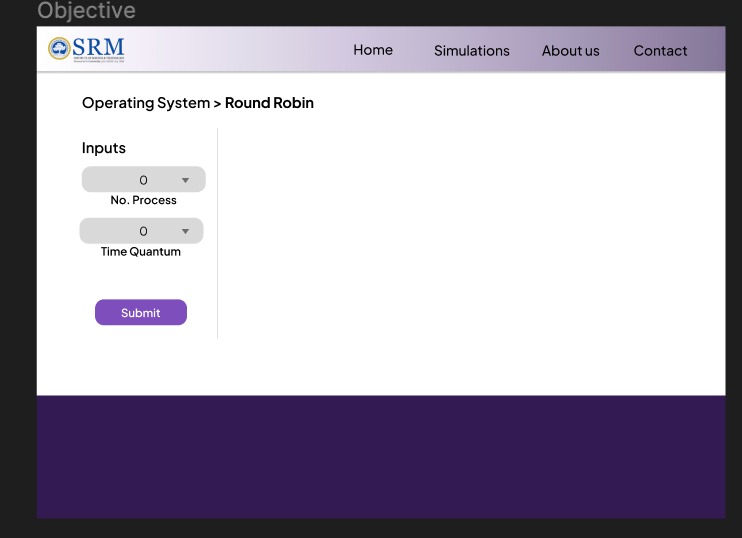 Objective
SRM
Home Simulations About us Contact
Operating System > Round Robin
Inputs
0
No. Process
0
Time Quantum
Submit